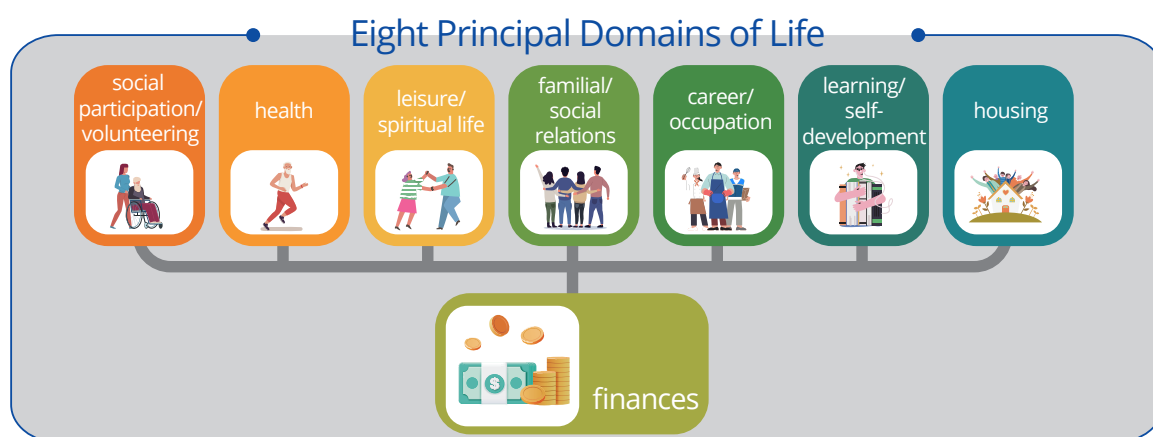 Eight Principal Domains of Life
social
participation/
volunteering
health
leisure/
spiritual life
familial/
social
relations
career/
occupation
learning/
self-
development
housing
$
finances